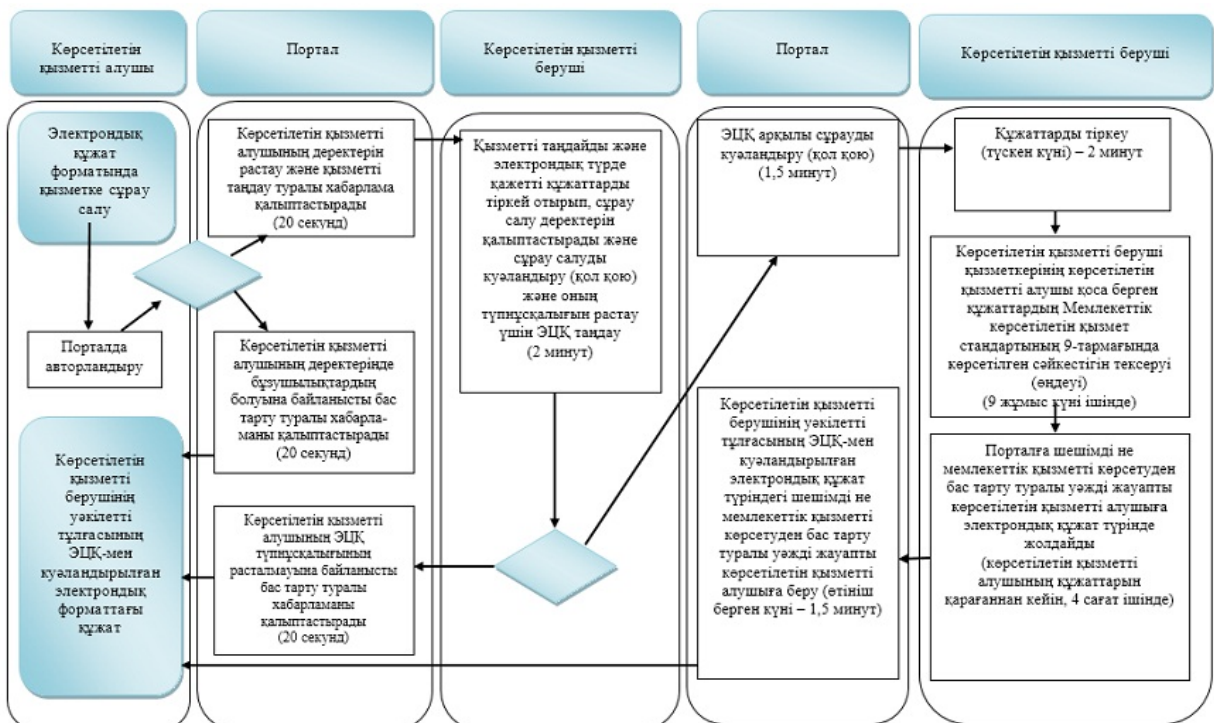 Көрсетілетін
қызметті алушы
Портал
Көрсетілетін қызметті
беруші
Портал
Көрсетілетін қызметті беруші
Электрондық
құжат
форматында
қызметке сұрау
салу
Порталда
авторландыру
Көрсетілетін
қызметті
берушінің
уәкілетті
тұлғасының
ЭЦҚ-мен
куәландырылған
электрондық
форматтағы
құжат
Көрсетілетін қызметті
алушының деректерін
растау және қызметті
таңдау туралы хабарлама
қалыптастырады
(20 секунд)
Көрсетілетін қызметті
алушының деректерінде
бұзушылықтардың
болуына байланысты бас
тарту туралы хабарла-
маны қалыптастырады
(20 секунд)
Көрсетілетін қызметті
алушының ЭЦҚ
түпнұсқалығының
расталмауына байланысты
бас тарту туралы
хабарламаны
қалыптастырады
(20 секунд)
Қызметті таңдайды және
электрондық түрде
қажетті құжаттарды
тіркей отырып, сұрау
салу деректерін
қалыптастырады және
сұрау салуды
куәландыру (қол қою)
және оның
түпнұсқалығын растау
үшін ЭЦҚ таңдау
(2 минут)
ЭЦҚ арқылы сұрауды
куәландыру (қол қою)
(1,5 минут)
Көрсетілетін қызметті
берушінің уәкілетті
тұлғасының ЭЦҚ-мен
куәландырылған
электрондық құжат
түріндегі шешімді не
мемлекеттік қызметті
көрсетуден бас тарту
туралы уәжді жауапты
көрсетілетін қызметті
алушыға беру (өтініш
берген күні – 1,5 минут)
Құжаттарды тіркеу
(түскен күні) – 2 минут
Көрсетілетін қызметті беруші
қызметкерінің көрсетілетін
қызметті алушы қоса берген
құжаттардың Мемлекеттік
көрсетілетін қызмет
стандартының 9-тармағында
көрсетілген сәйкестігін тексеруі
(өңдеуі)
(9 жұмыс күні ішінде)
Порталға шешімді не
мемлекеттік қызметті көрсетуден
бас тарту туралы уәжді жауапты
көрсетілетін қызметті алушыға
электрондық құжат түрінде
жолдайды
(көрсетілетін қызметті
алушының құжаттарын
қарағаннан кейін, 4 сағат ішінде)